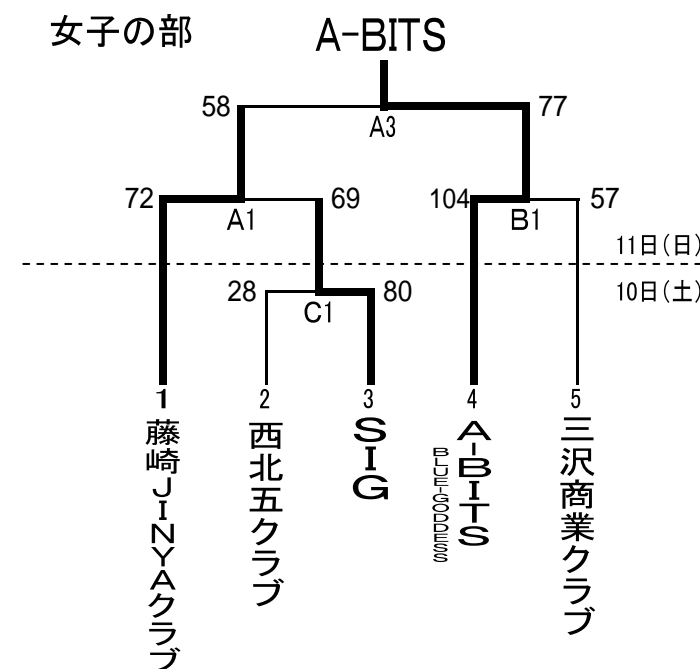 女子の部
A-BITS
58
77
A3
72
69
104
57
A1
B1
11日(日)
10日(土)
28
80
C1
1
2
3
4
5
藤崎JINYAクラブ
西北五クラブ
SIG
A-BITS
BLUE-GODDESS
三沢商業クラブ